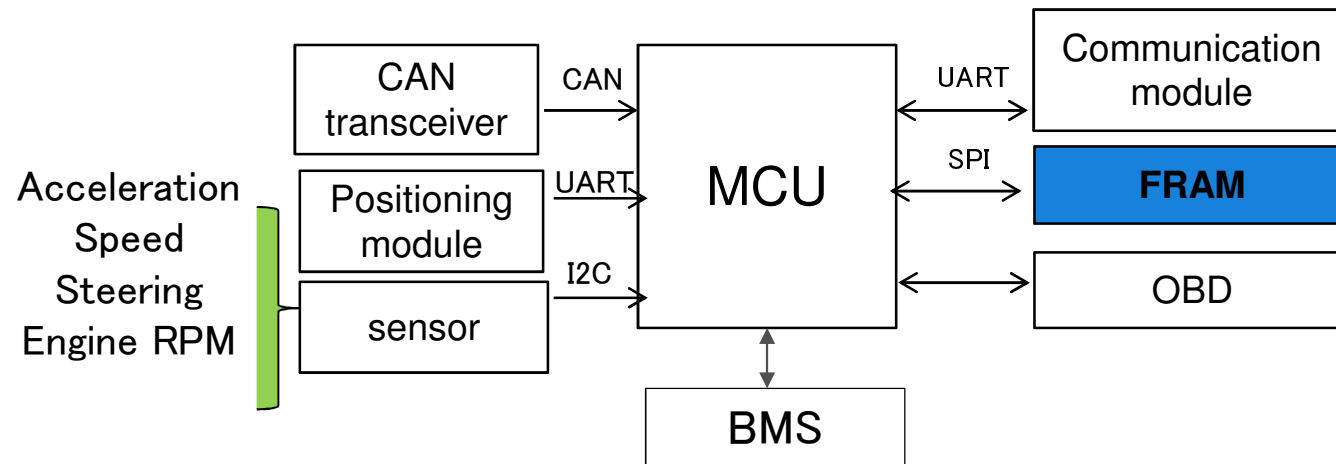 Acceleration
Speed
Steering
Engine RPM
CAN
transceiver
CAN
Positioning
module
UART
sensor
I2C
MCU
BMS
UART
Communication
module
SPI
FRAM
OBD